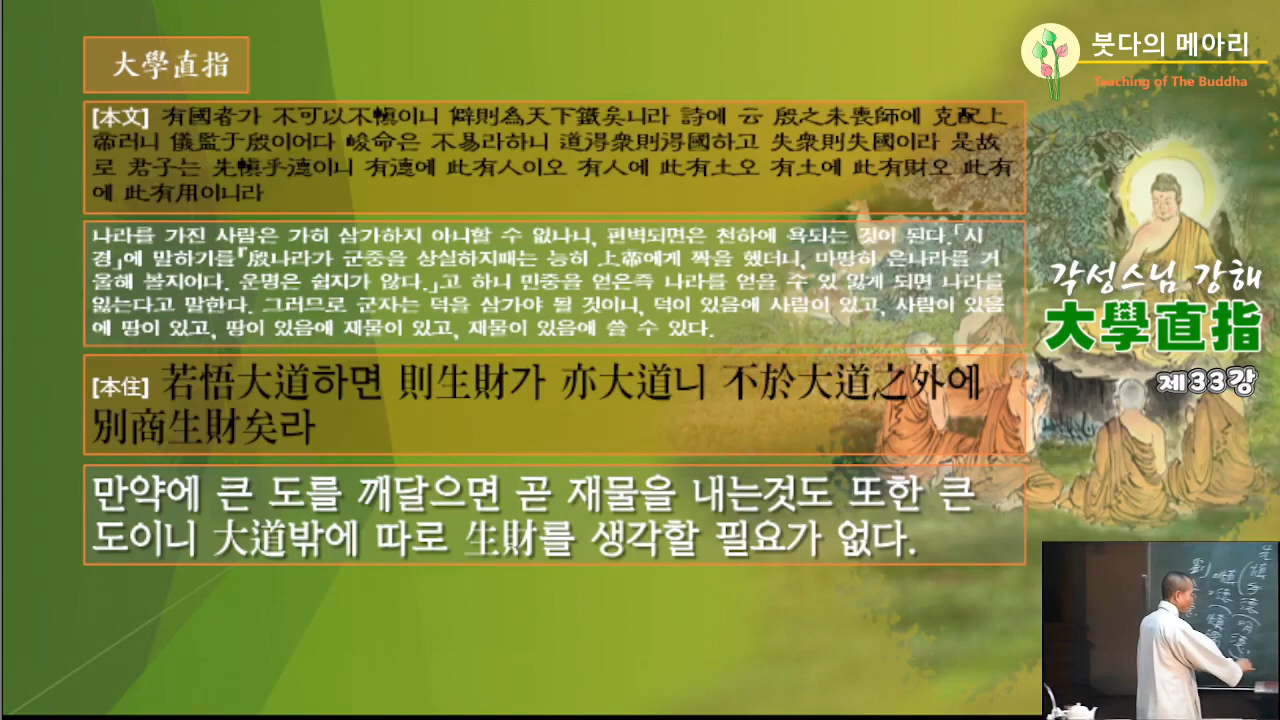 大學直指
[本文] 有國者가 不可以不愼이니 僻則為天下鐵矣니라 詩에 云 殷之未喪師에 克配上
帝러니 儀監于殷이어다 峻命은 不易라하니 道淂衆則淂國하고 失衆則失國이라 是故
로 君子는 先愼乎德이니 有德에 此有人이오 有人에 此有土오 有土에 此有財오 此有
에 此有用이니라
나라를 가진 사람은 가히 삼가하지 아니할 수 없나니, 편벽되면은 천하에 욕되는 것이 된다.「시
경」에 말하기를『殷나라가 군중을 상실하지때는 능히 上帝에게 짝을 했더니, 마땅히 은나라를 거
울해 볼지어다. 운명은 쉽지가 않다.』고 하니 민중을 얻은즉 나라를 얻을 수 있 잃게 되면 나라를
잃는다고 말한다. 그러므로 군자는 덕을 삼가야 될 것이니, 덕이 있음에 사람이 있고, 사람이 있음
에 땅이 있고, 땅이 있음에 재물이 있고, 재물이 있음에 쓸 수 있다.
[本住] 若悟大道하면 則生財가 亦大道니 不於大道之外에
別商生財矣라
만약에 큰 도를 깨달으면 곧 재물을 내는것도 또한 큰
도이니 大道밖에 따로 生財를 생각할 필요가 없다.
붓다의 메아리
Teaching of The Buddha
각성스님 강해
大學直指
제33강